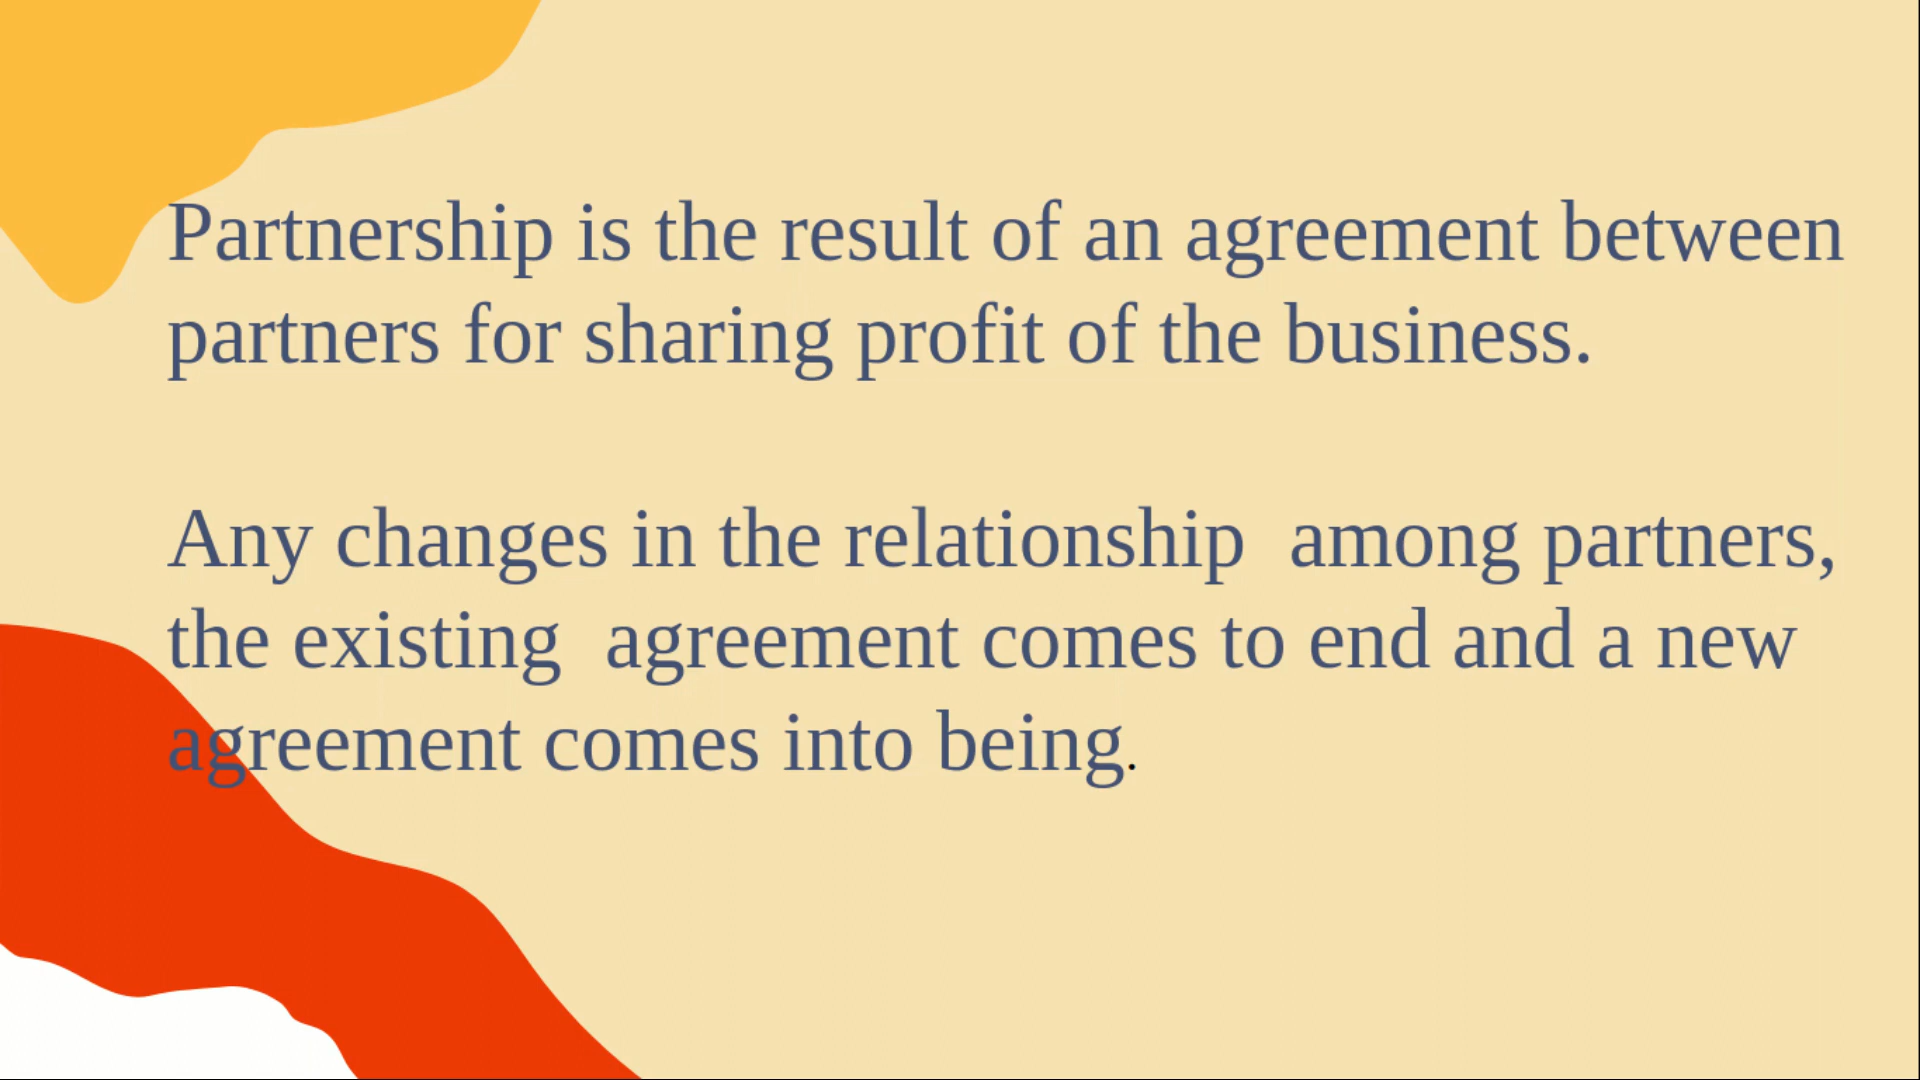 Partnership is the result of an agreement between
partners for sharing profit of the business.
Any changes in the relationship  among partners,
the existing  agreement comes to end and a new
agreement comes into being.